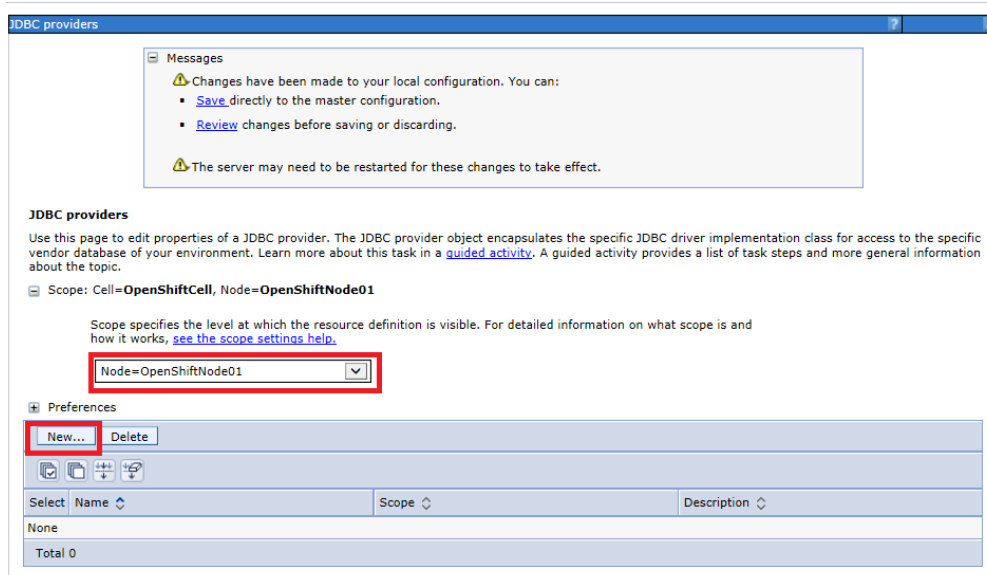 JDBC providers
?
Messages
Changes have been made to your local configuration. You can:
Save directly to the master configuration.
Review changes before saving or discarding.
The server may need to be restarted for these changes to take effect.
JDBC providers
Use this page to edit properties of a JDBC provider. The JDBC provider object encapsulates the specific JDBC driver implementation class for access to the specific
vendor database of your environment. Learn more about this task in a guided activity. A guided activity provides a list of task steps and more general information
about the topic.
Scope: Cell=OpenShiftCell, Node=OpenShiftNode01
Scope specifies the level at which the resource definition is visible. For detailed information on what scope is and
how it works, see the scope settings help.
Node=OpenShiftNode01
Preferences
New... Delete
Select Name Scope Description
None
Total 0